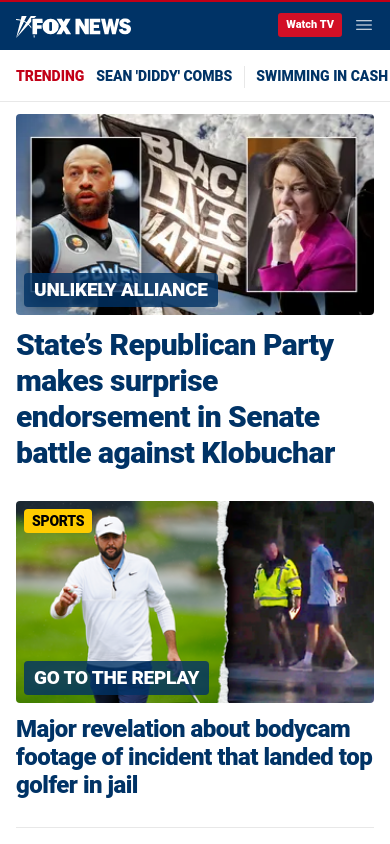 FOX NEWS
Watch TV
TRENDING SEAN 'DIDDY' COMBS SWIMMING IN CASH
BLACK
LIVES
MATTER
POWER
UNLIKELY ALLIANCE
State’s Republican Party
makes surprise
endorsement in Senate
battle against Klobuchar
SPORTS
GO TO THE REPLAY
Major revelation about bodycam
footage of incident that landed top
golfer in jail